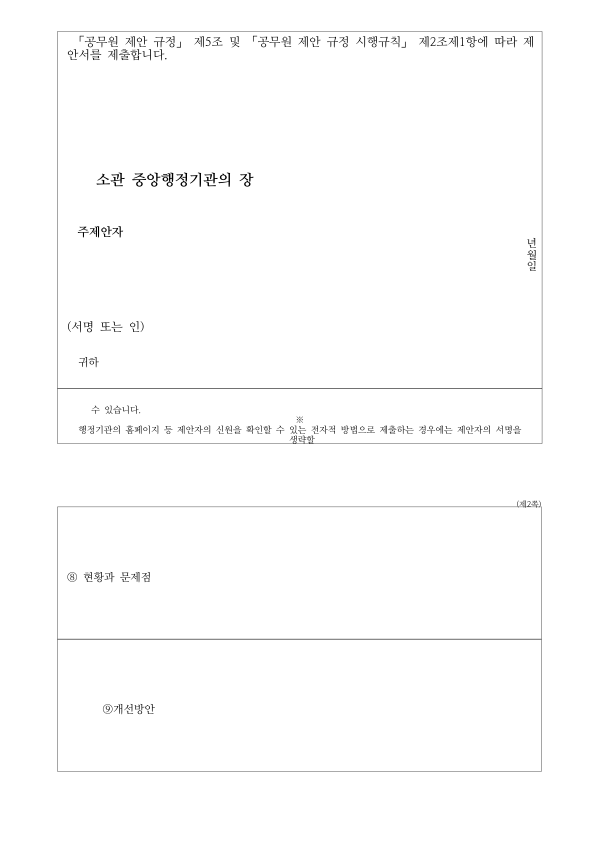 「공무원 제안 규정」 제5조 및 「공무원 제안 규정 시행규칙」 제2조제1항에 따라 제
안서를 제출합니다.
소관 중앙행정기관의 장
주제안자
년월일
(서명 또는 인)
귀하
수 있습니다.
※
행정기관의 홈페이지 등 제안자의 신원을 확인할 수 있는 전자적 방법으로 제출하는 경우에는 제안자의 서명을
생략할
(제2쪽)
⑧ 현황과 문제점
⑨개선방안